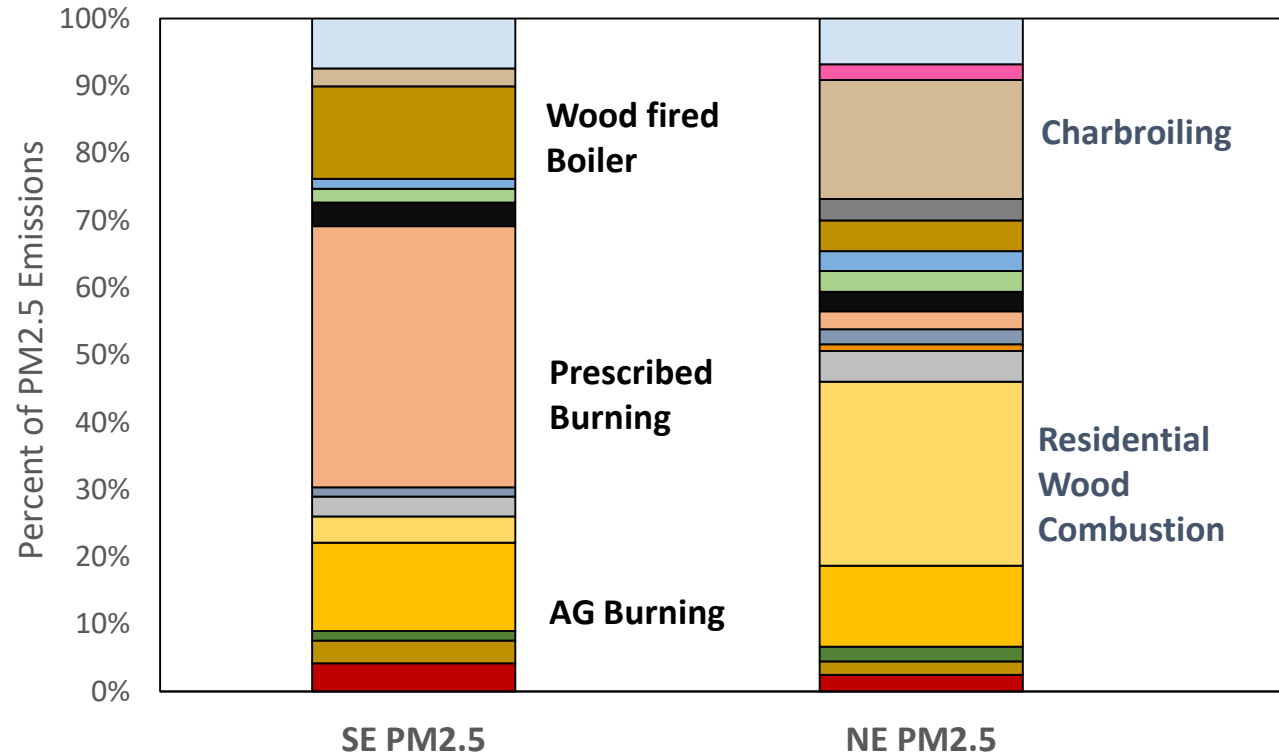 Percent of PM2.5 Emissions
100%
90%
80%
70%
60%
50%
40%
30%
20%
10%
0%
Wood fired
Boiler
Prescribed
Burning
AG Burning
Charbroiling
Residential
Wood
Combustion
SE PM2.5
NE PM2.5